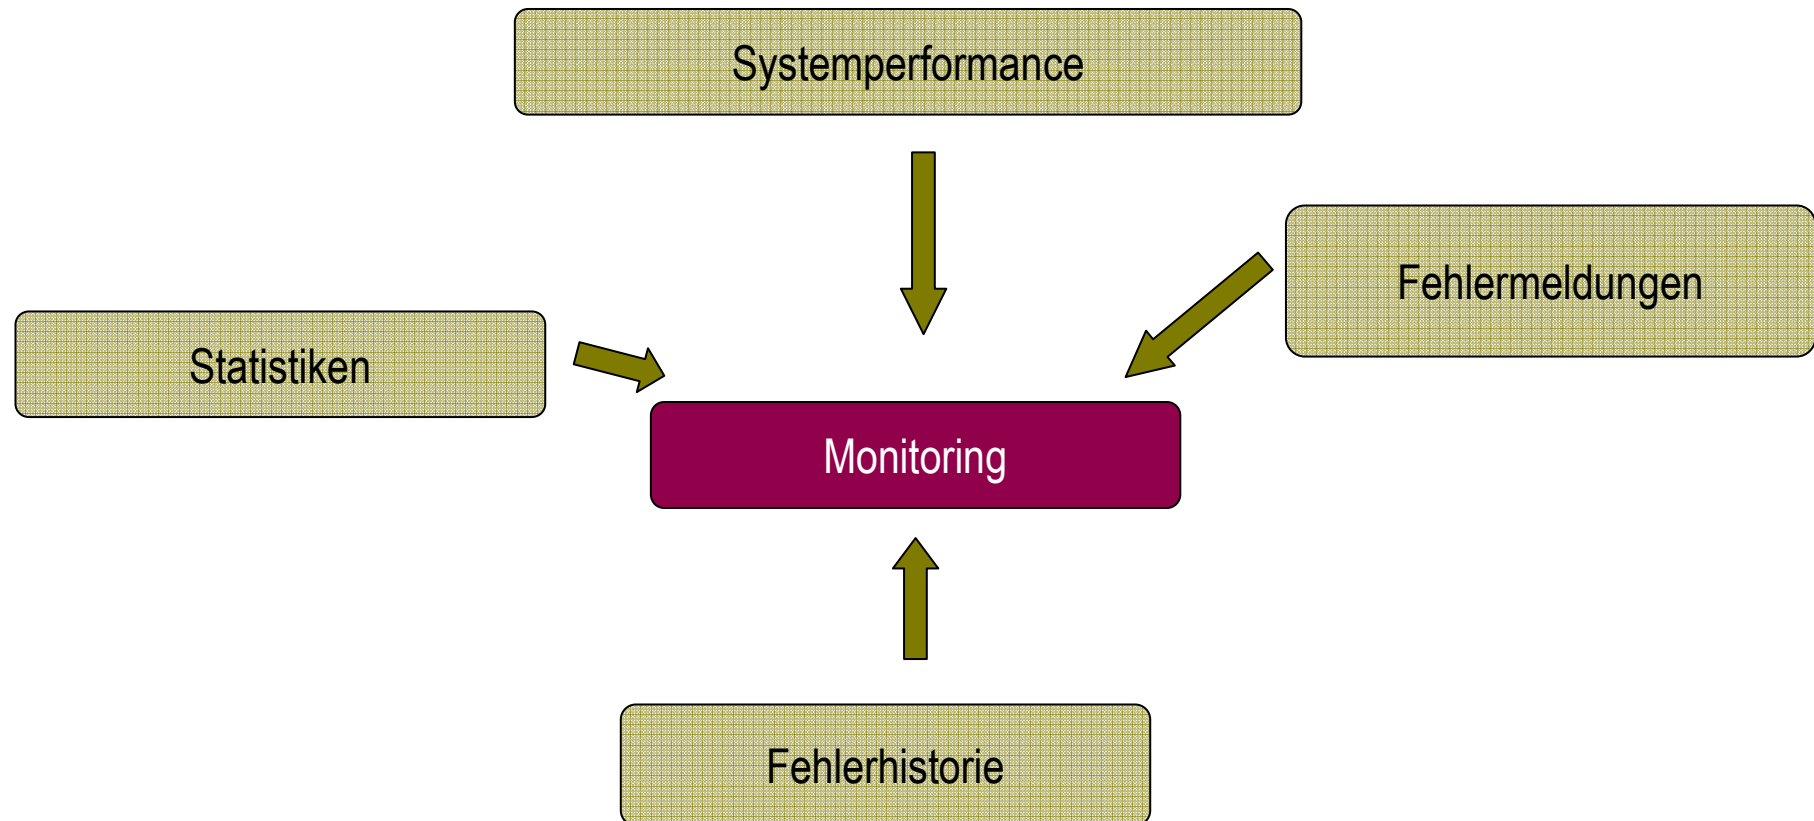 Systemperformance
Fehlermeldungen
Statistiken
Monitoring
Fehlerhistorie